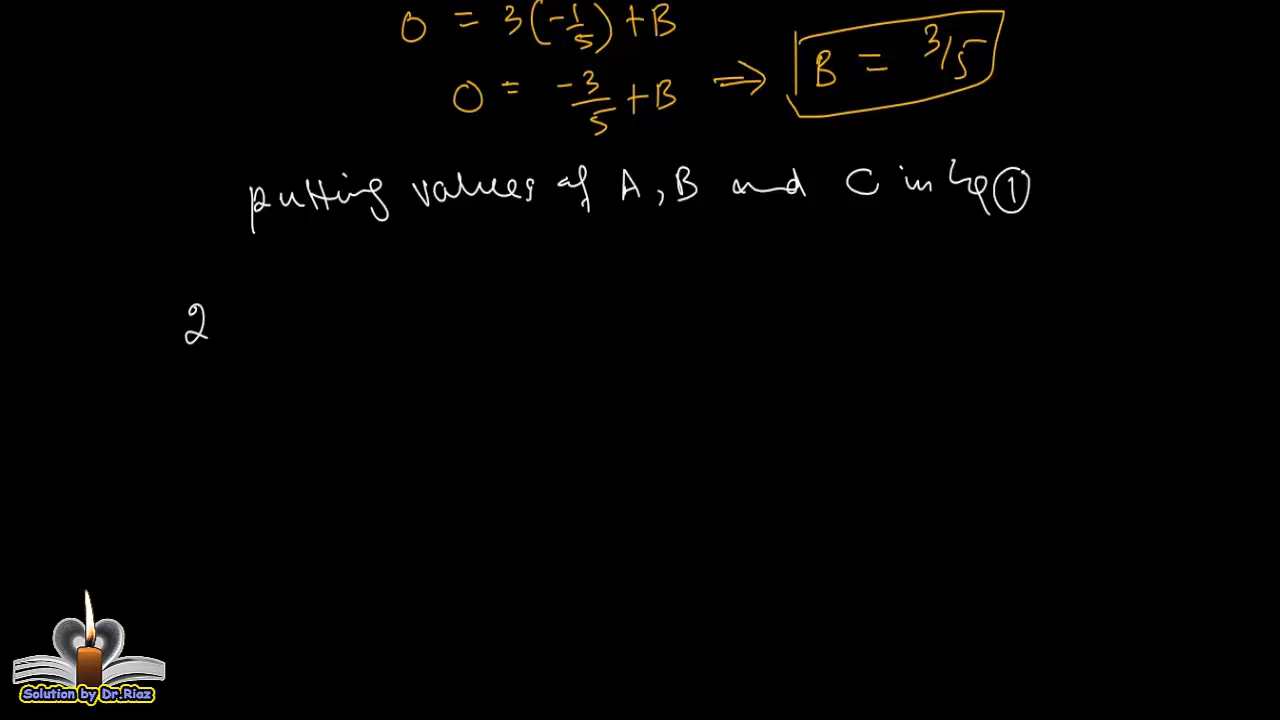 0 = 3(-1/5) + B
0 = -3/5 + B ⇒ B = 3/5
putting values of A, B and C in Eq ①
2
Solution by Dr.Riaz